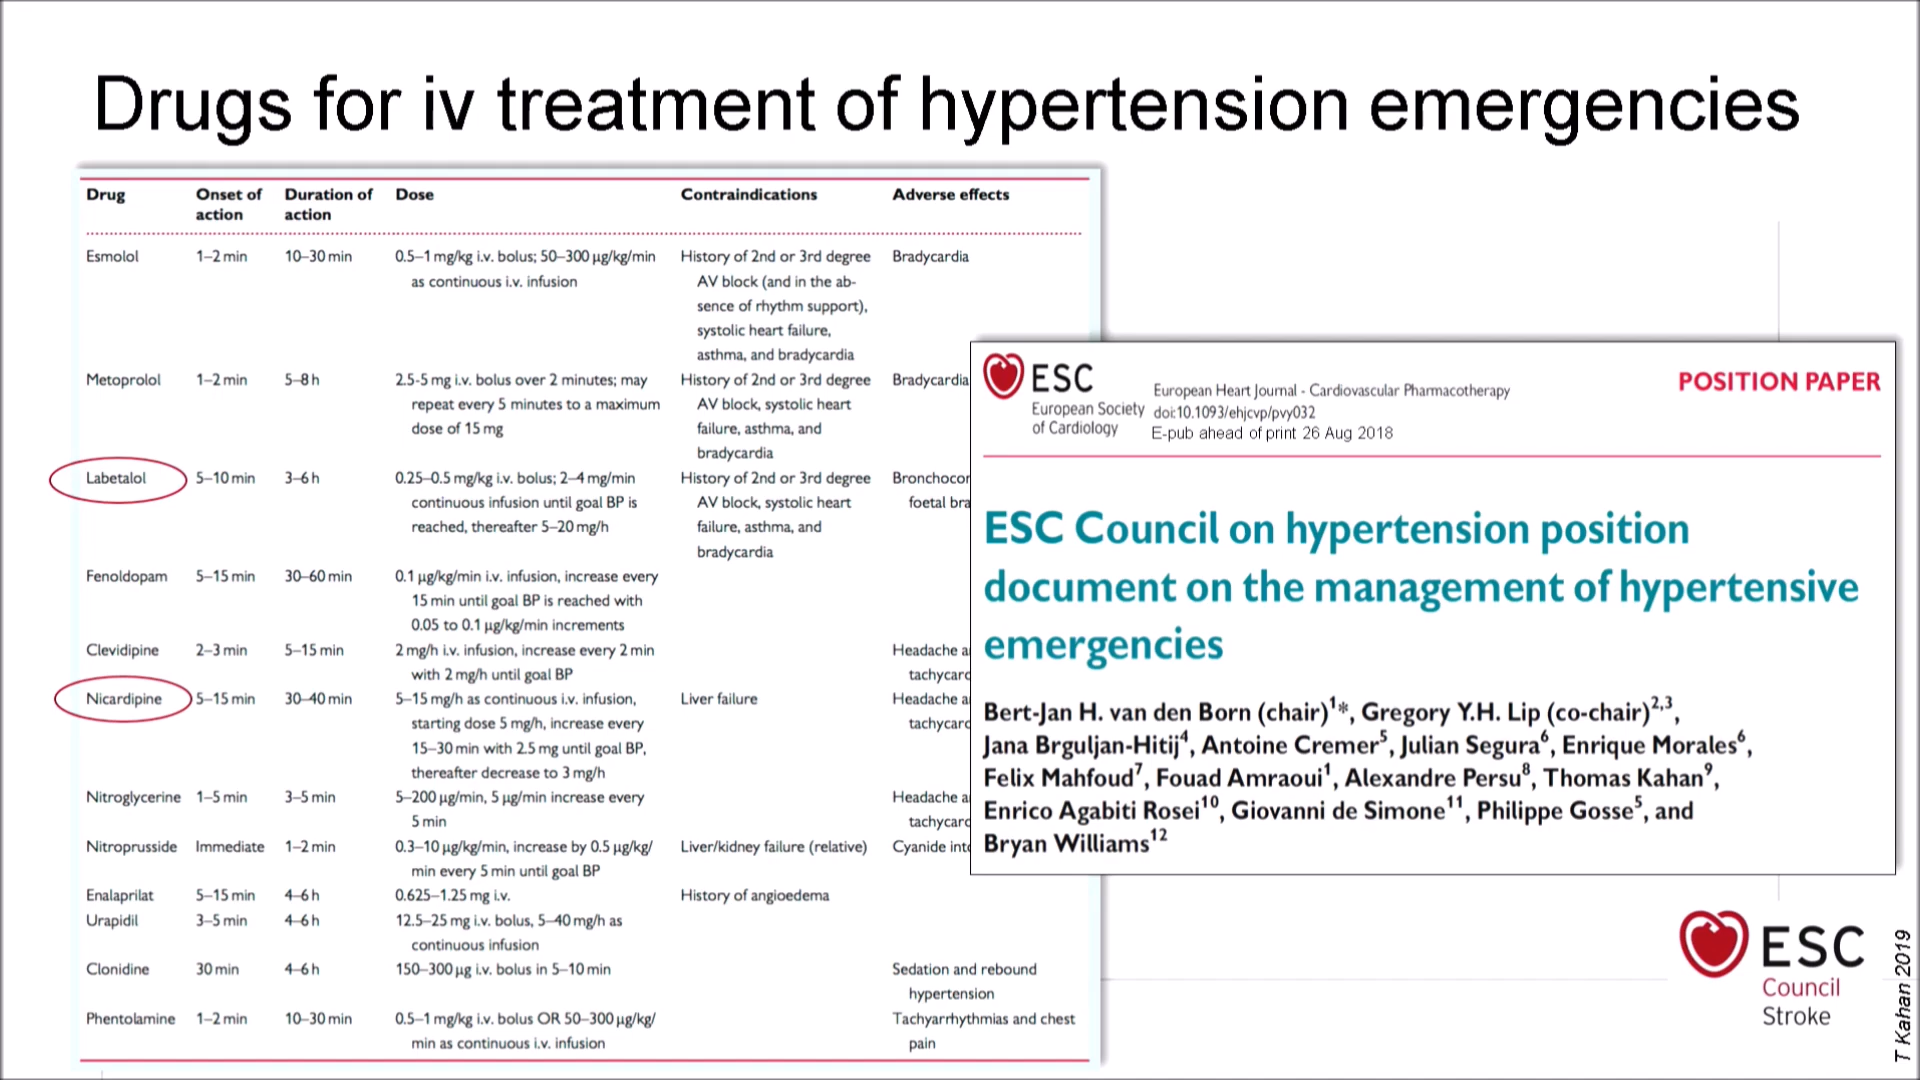 Drugs for iv treatment of hypertension emergencies
Drug Onset of action Duration of action Dose Contraindications Adverse effects
Esmolol 1–2 min 10–30 min 0.5–1 mg/kg i.v. bolus; 50–300 µg/kg/min History of 2nd or 3rd degree Bradycardia
as continuous i.v. infusion AV block (and in the ab-
sence of rhythm support),
systolic heart failure,
asthma, and bradycardia
Metoprolol 1–2 min 5–8 h 2.5-5 mg i.v. bolus over 2 minutes; may History of 2nd or 3rd degree Bradycardia
repeat every 5 minutes to a maximum AV block, systolic heart
dose of 15 mg failure, asthma, and
bradycardia
Labetalol 5–10 min 3–6 h 0.25–0.5 mg/kg i.v. bolus; 2–4 mg/min History of 2nd or 3rd degree Bronchocor
continuous infusion until goal BP is AV block, systolic heart foetal bra
reached, thereafter 5–20 mg/h failure, asthma, and
bradycardia
Fenoldopam 5–15 min 30–60 min 0.1 µg/kg/min i.v. infusion, increase every
15 min until goal BP is reached with
0.05 to 0.1 µg/kg/min increments
Clevidipine 2–3 min 5–15 min 2 mg/h i.v. infusion, increase every 2 min Headache a
with 2 mg/h until goal BP tachycard
Nicardipine 5–15 min 30–40 min 5–15 mg/h as continuous i.v. infusion, Liver failure Headache a
starting dose 5 mg/h, increase every tachycard
15–30 min with 2.5 mg until goal BP,
thereafter decrease to 3 mg/h
Nitroglycerine 1–5 min 3–5 min 5–200 µg/min, 5 µg/min increase every Headache a
5 min tachycard
Nitroprusside Immediate 1–2 min 0.3–10 µg/kg/min, increase by 0.5 µg/kg/ Liver/kidney failure (relative) Cyanide into
min every 5 min until goal BP
Enalaprilat 5–15 min 4–6 h 0.625–1.25 mg i.v. History of angioedema
Urapidil 3–5 min 4–6 h 12.5–25 mg i.v. bolus, 5–40 mg/h as
continuous infusion
Clonidine 30 min 4–6 h 150–300 µg i.v. bolus in 5–10 min Sedation and rebound
hypertension
Phentolamine 1–2 min 10–30 min 0.5–1 mg/kg i.v. bolus OR 50–300 µg/kg/ Tachyarrhythmias and chest
min as continuous i.v. infusion pain
ESC
European Society
of Cardiology
European Heart Journal - Cardiovascular Pharmacotherapy
doi:10.1093/ehjcvp/pvy032
E-pub ahead of print 26 Aug 2018
POSITION PAPER
ESC Council on hypertension position
document on the management of hypertensive
emergencies
Bert-Jan H. van den Born (chair)1*, Gregory Y.H. Lip (co-chair)2,3,
Jana Brguljan-Hitij4, Antoine Cremer5, Julian Segura6, Enrique Morales6,
Felix Mahfoud7, Fouad Amraoui1, Alexandre Persu8, Thomas Kahan9,
Enrico Agabiti Rosei10, Giovanni de Simone11, Philippe Gosse5, and
Bryan Williams12
ESC
Council
Stroke
T Kahan 2019